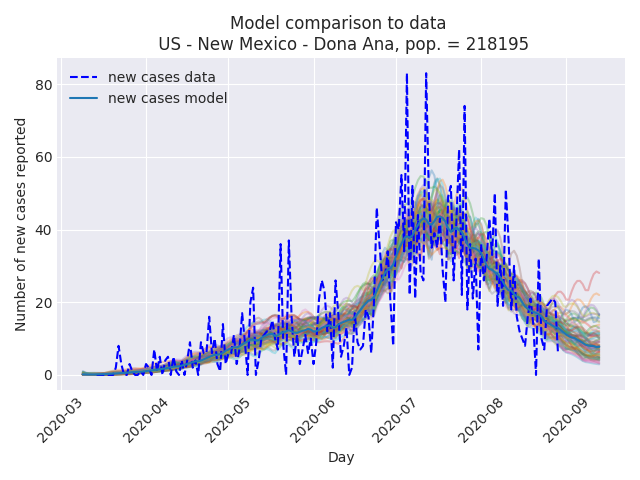 Model comparison to data
US - New Mexico - Dona Ana, pop. = 218195
new cases data
new cases model
Number of new cases reported
80
60
40
20
0
2020-03
2020-04
2020-05
2020-06
2020-07
2020-08
2020-09
Day